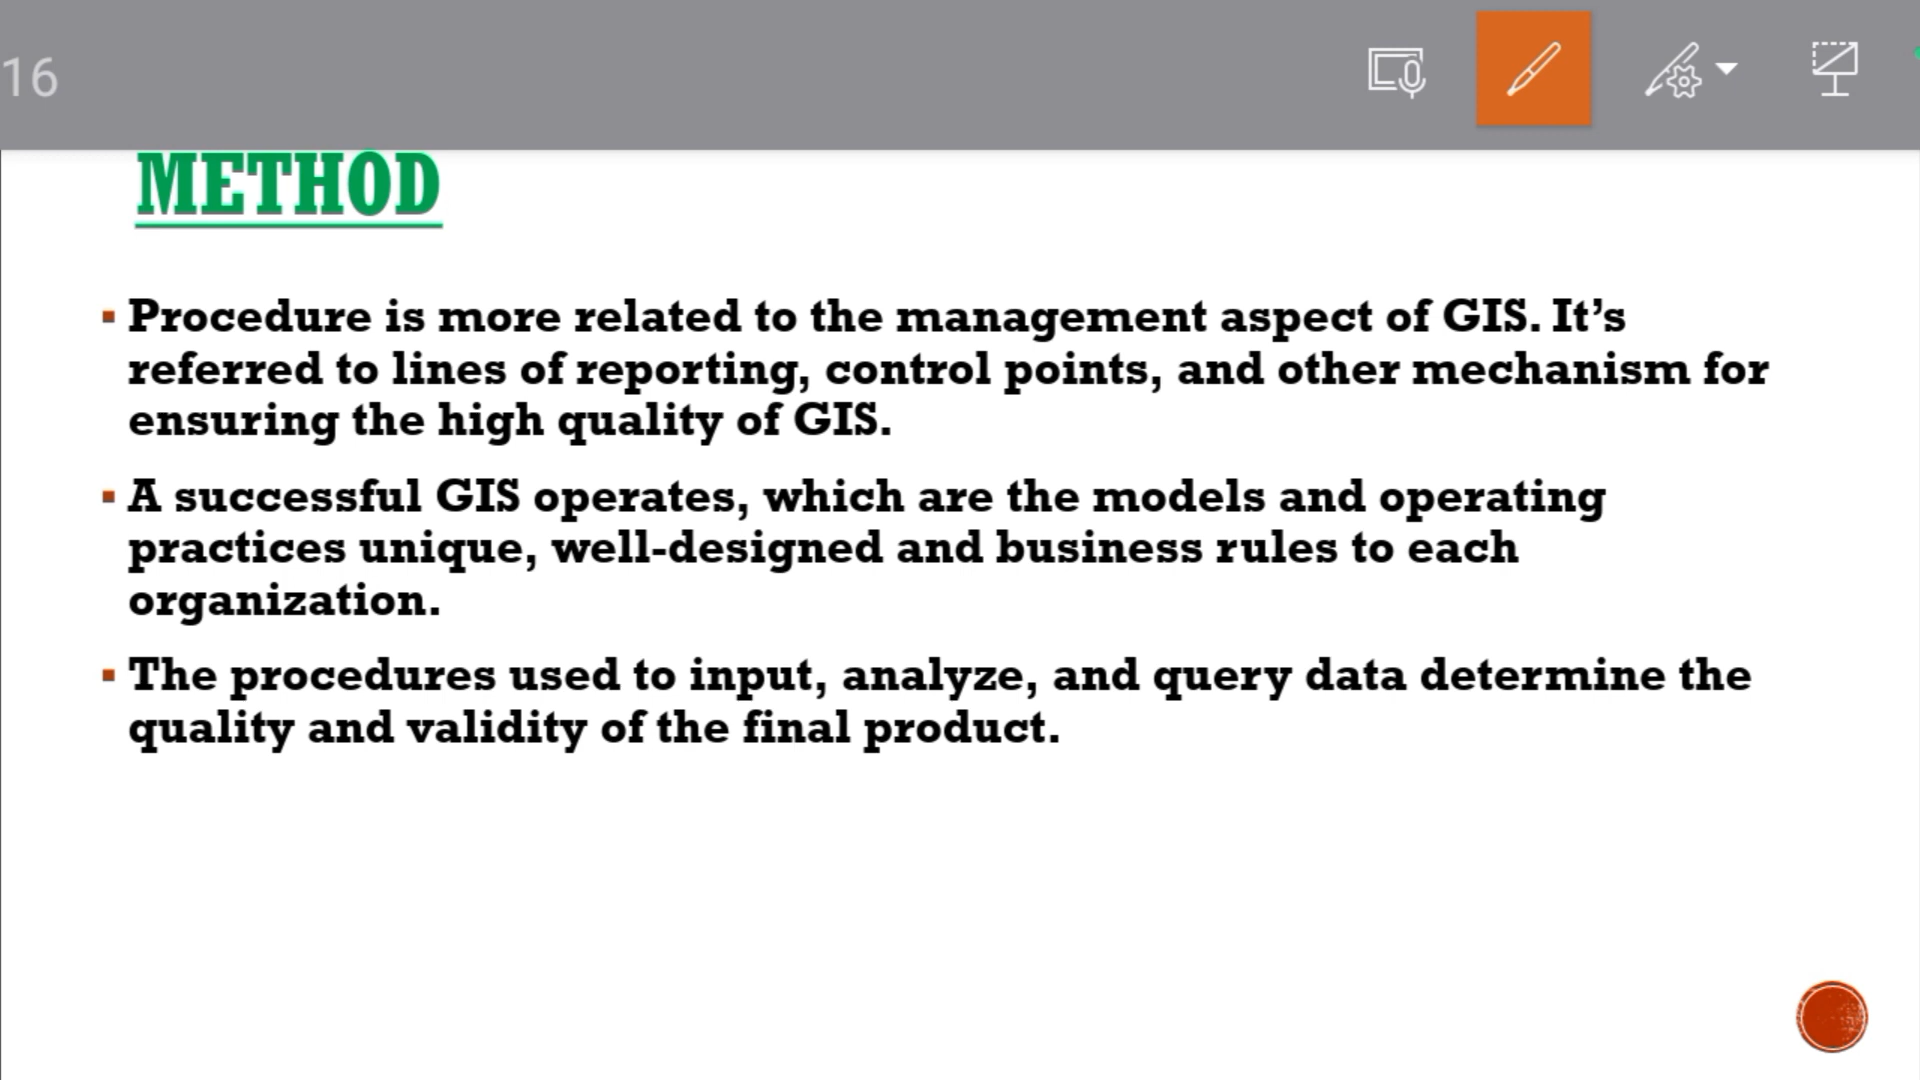 16
METHOD
Procedure is more related to the management aspect of GIS. It’s
referred to lines of reporting, control points, and other mechanism for
ensuring the high quality of GIS.
A successful GIS operates, which are the models and operating
practices unique, well-designed and business rules to each
organization.
The procedures used to input, analyze, and query data determine the
quality and validity of the final product.